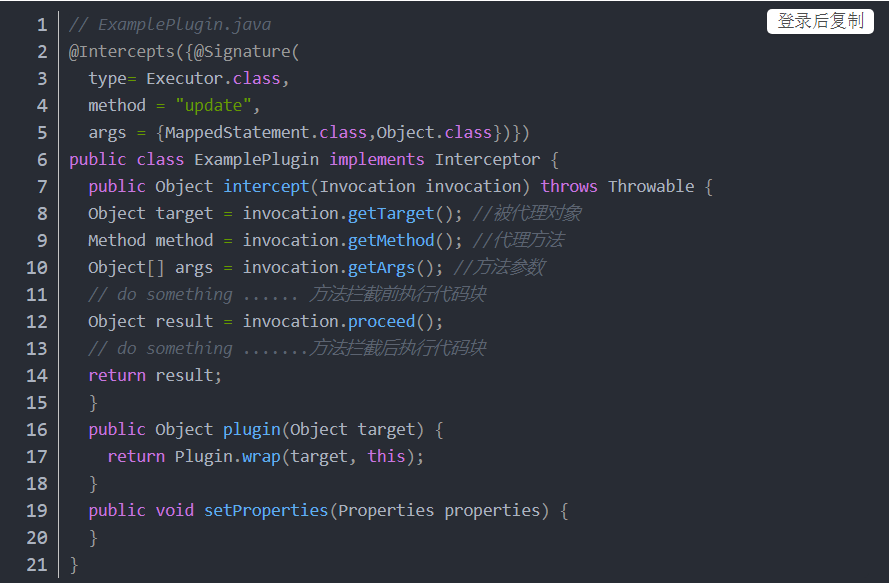 登录后复制
1 // ExamplePlugin.java
2 @Intercepts({@Signature(
3   type= Executor.class,
4   method = "update",
5   args = {MappedStatement.class,Object.class})})
6 public class ExamplePlugin implements Interceptor {
7   public Object intercept(Invocation invocation) throws Throwable {
8   Object target = invocation.getTarget(); //被代理对象
9   Method method = invocation.getMethod(); //代理方法
10   Object[] args = invocation.getArgs(); //方法参数
11   // do something ...... 方法拦截前执行代码块
12   Object result = invocation.proceed();
13   // do something .......方法拦截后执行代码块
14   return result;
15   }
16   public Object plugin(Object target) {
17     return Plugin.wrap(target, this);
18   }
19   public void setProperties(Properties properties) {
20   }
21 }